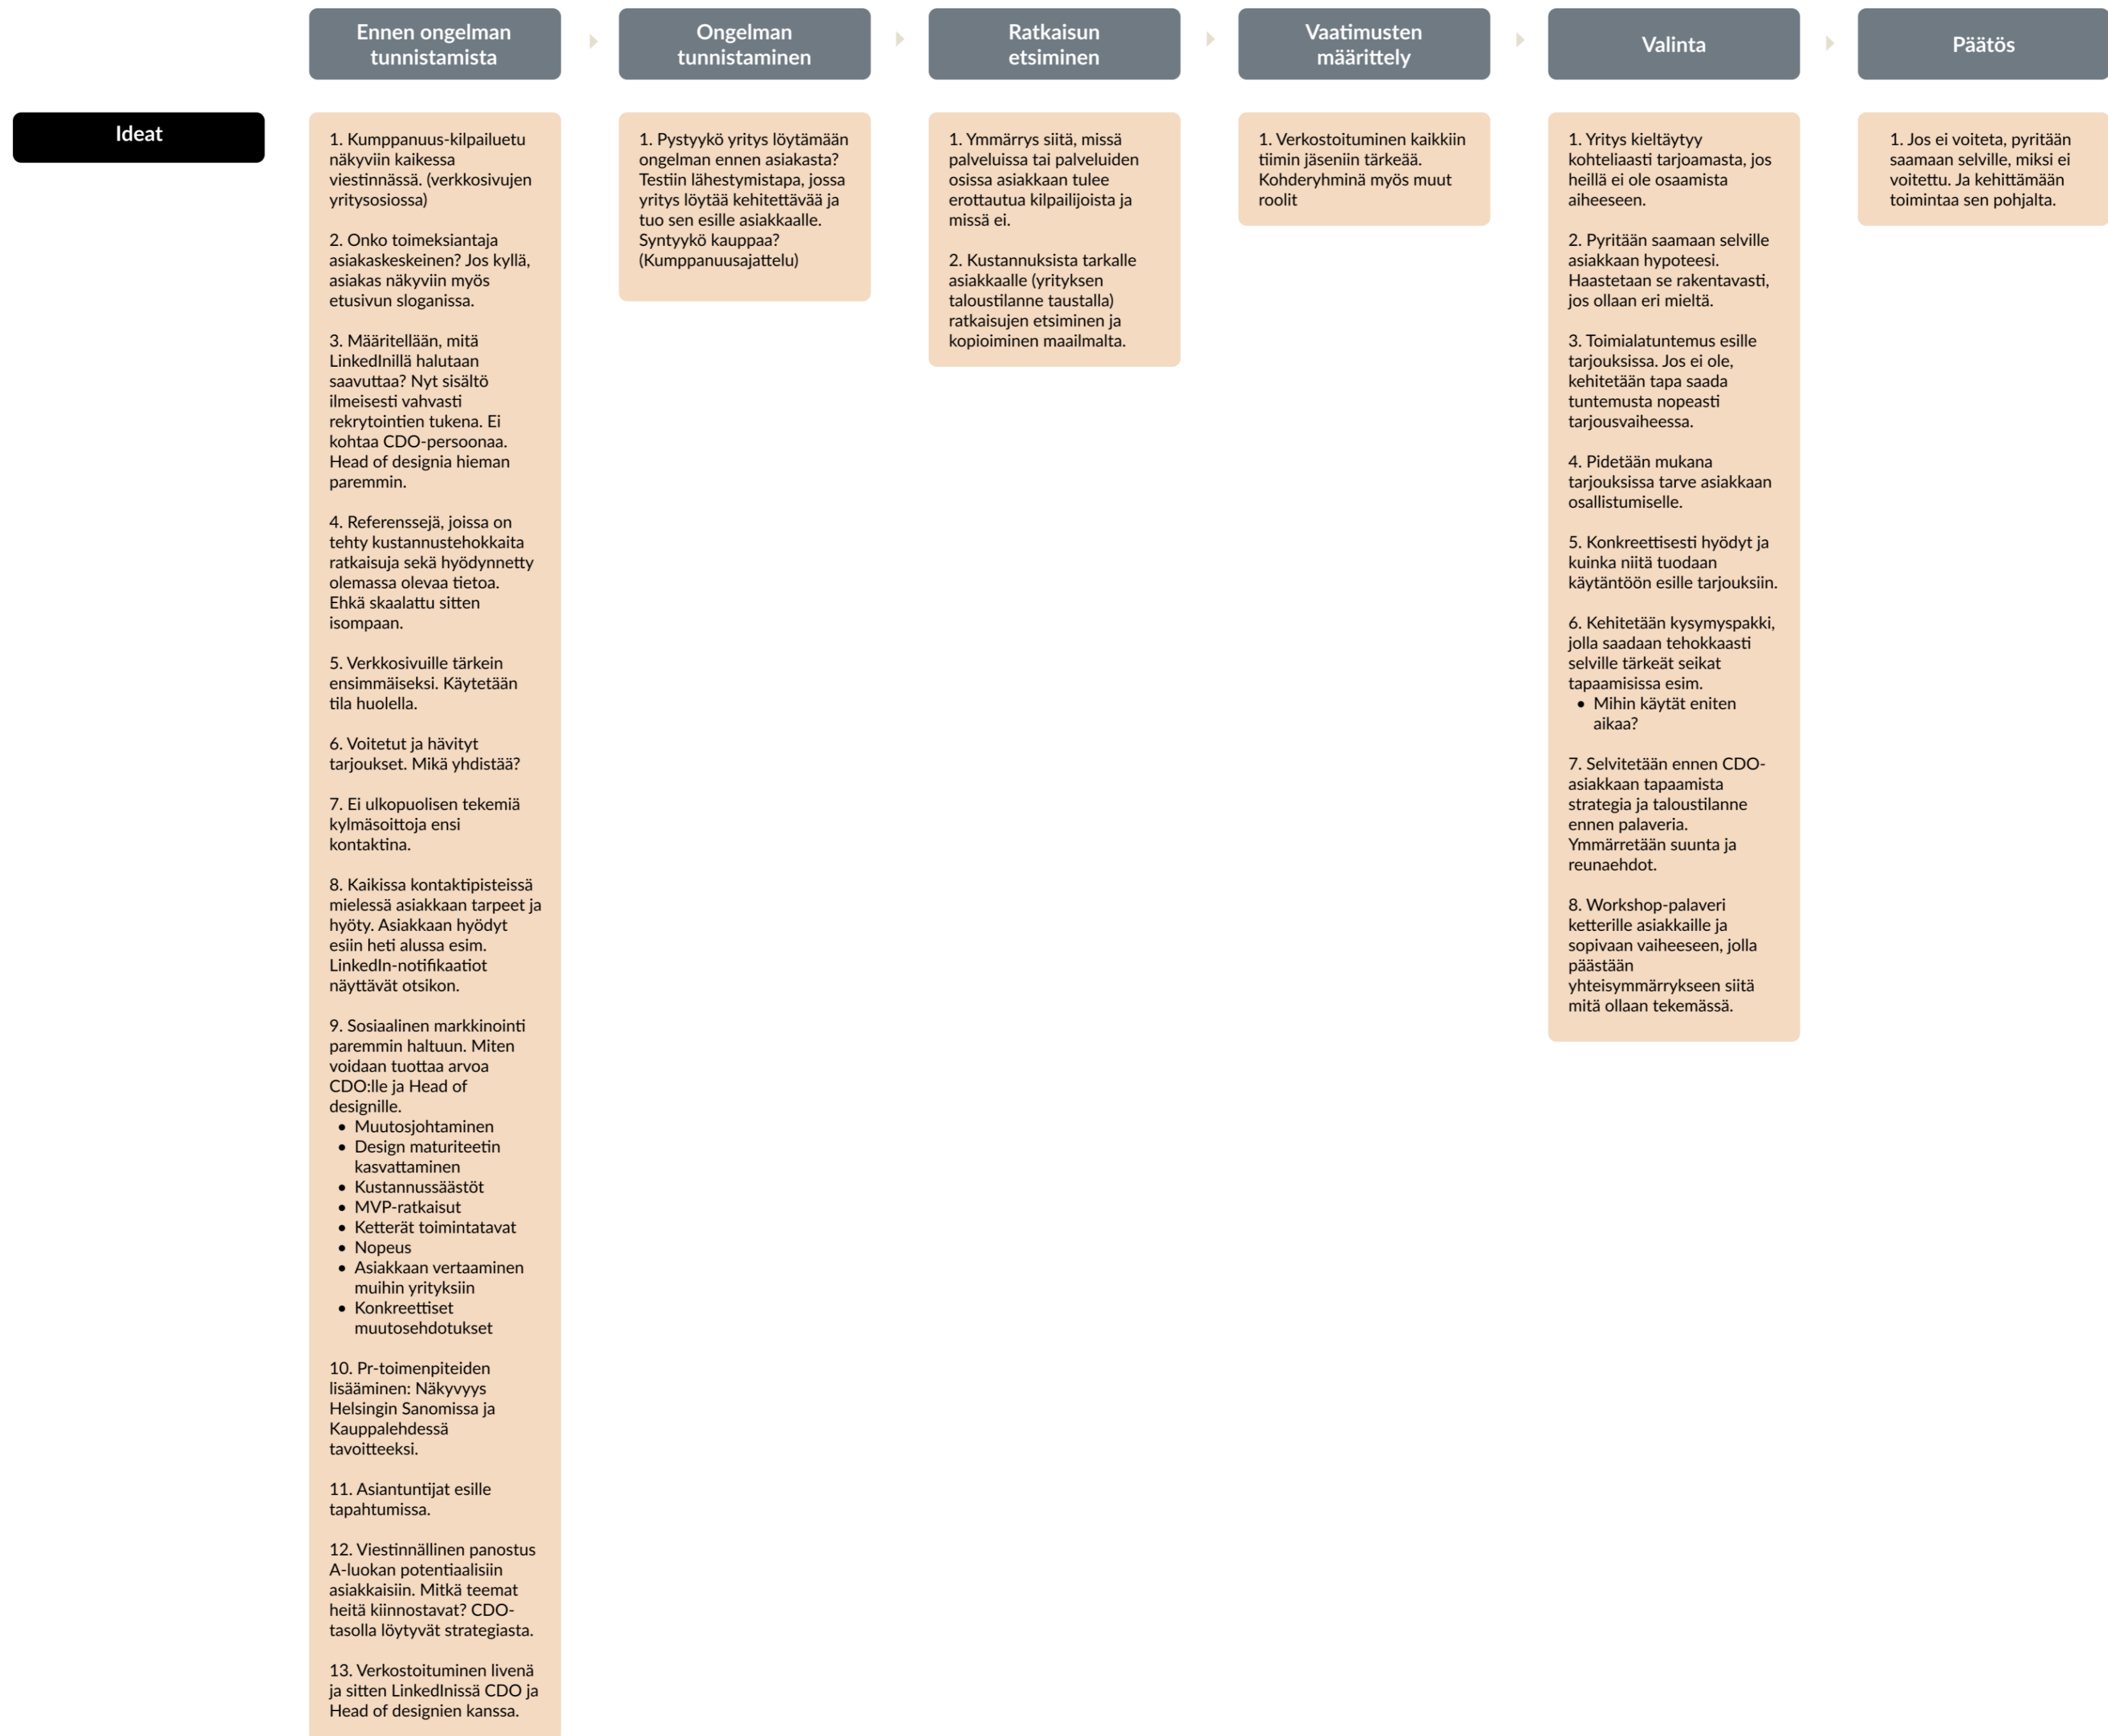 Ennen ongelman
tunnistamista
Ongelman
tunnistaminen
Ratkaisun
etsiminen
Vaatimusten
määrittely
Valinta
Päätös
Ideat
1. Kumppanuus-kilpailuetu
näkyviin kaikessa
viestinnässä. (verkkosivujen
yritysosiossa)
2. Onko toimeksiantaja
asiakaskeskeinen? Jos kyllä,
asiakas näkyviin myös
etusivun sloganissa.
3. Määritellään, mitä
LinkedInillä halutaan
saavuttaa? Nyt sisältö
ilmeisesti vahvasti
rekrytointien tukena. Ei
kohtaa CDO-persoonaa.
Head of designia hieman
paremmin.
4. Referenssejä, joissa on
tehty kustannustehokkaita
ratkaisuja sekä hyödynnetty
olemassa olevaa tietoa.
Ehkä skaalattu sitten
isompaan.
5. Verkkosivuille tärkein
ensimmäiseksi. Käytetään
tila huolella.
6. Voitetut ja hävityt
tarjoukset. Mikä yhdistää?
7. Ei ulkopuolisen tekemiä
kylmäsoittoja ensi
kontaktina.
8. Kaikissa kontaktipisteissä
mielessä asiakkaan tarpeet ja
hyöty. Asiakkaan hyödyt
esiin heti alussa esim.
LinkedIn-notifikaatiot
näyttävät otsikon.
9. Sosiaalinen markkinointi
paremmin haltuun. Miten
voidaan tuottaa arvoa
CDO:lle ja Head of
designille.
• Muutosjohtaminen
• Design maturiteetin
kasvattaminen
• Kustannussäästöt
• MVP-ratkaisut
• Ketterät toimintatavat
• Nopeus
• Asiakkaan vertaaminen
muihin yrityksiin
• Konkreettiset
muutosehdotukset
10. Pr-toimenpiteiden
lisääminen: Näkyvyys
Helsingin Sanomissa ja
Kauppalehdessä
tavoitteeksi.
11. Asiantuntijat esille
tapahtumissa.
12. Viestinnällinen panostus
A-luokan potentiaalisiin
asiakkaisiin. Mitkä teemat
heitä kiinnostavat? CDO-
tasolla löytyvät strategiasta.
13. Verkostoituminen livenä
ja sitten LinkedInissä CDO ja
Head of designien kanssa.
1. Pystyykö yritys löytämään
ongelman ennen asiakasta?
Testiin lähestymistapa, jossa
yritys löytää kehitettävää ja
tuo sen esille asiakkaalle.
Syntyykö kauppaa?
(Kumppanuusajattelu)
1. Ymmärrys siitä, missä
palveluissa tai palveluiden
osissa asiakkaan tulee
erottautua kilpailijoista ja
missä ei.
2. Kustannuksista tarkalle
asiakkaalle (yrityksen
taloustilanne taustalla)
ratkaisujen etsiminen ja
kopioiminen maailmalta.
1. Verkostoituminen kaikkiin
tiimin jäseniin tärkeää.
Kohderyhminä myös muut
roolit
1. Yritys kieltäytyy
kohteliaasti tarjoamasta, jos
heillä ei ole osaamista
aiheeseen.
2. Pyritään saamaan selville
asiakkaan hypoteesi.
Haastetaan se rakentavasti,
jos ollaan eri mieltä.
3. Toimialatuntemus esille
tarjouksissa. Jos ei ole,
kehitetään tapa saada
tuntemusta nopeasti
tarjousvaiheessa.
4. Pidetään mukana
tarjouksissa tarve asiakkaan
osallistumiselle.
5. Konkreettisesti hyödyt ja
kuinka niitä tuodaan
käytäntöön esille tarjouksiin.
6. Kehitetään kysymyspakki,
jolla saadaan tehokkaasti
selville tärkeät seikat
tapaamisissa esim.
• Mihin käytät eniten
aikaa?
7. Selvitetään ennen CDO-
asiakkaan tapaamista
strategia ja taloustilanne
ennen palaveria.
Ymmärretään suunta ja
reunaehdot.
8. Workshop-palaveri
ketterille asiakkaille ja
sopivaan vaiheeseen, jolla
päästään
yhteisymmärrykseen siitä
mitä ollaan tekemässä.
1. Jos ei voiteta, pyritään
saamaan selville, miksi ei
voitettu. Ja kehittämään
toimintaa sen pohjalta.